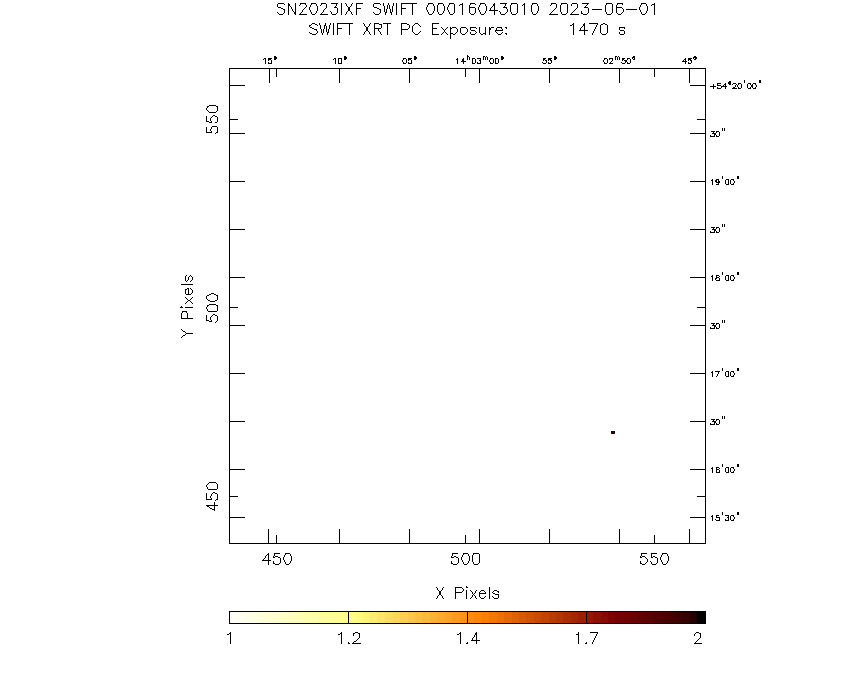 SN2023IXF SWIFT 00016043010 2023-06-01
SWIFT XRT PC Exposure: 1470 s
15ˢ 10ˢ 05ˢ 14ʰ03ᵐ00ˢ 55ˢ 02ᵐ50ˢ 45ˢ
+54°20'00"
550
30"
19'00"
30"
18'00"
500
30"
Y Pixels
17'00"
30"
16'00"
450
15'30"
450 500 550
X Pixels
1 1.2 1.4 1.7 2